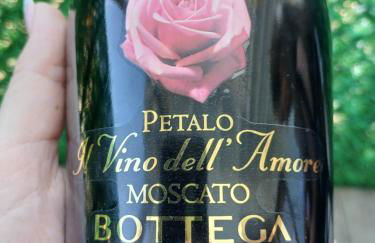 PETALO
Il Vino dell'Amore
MOSCATO
BOTTEGA